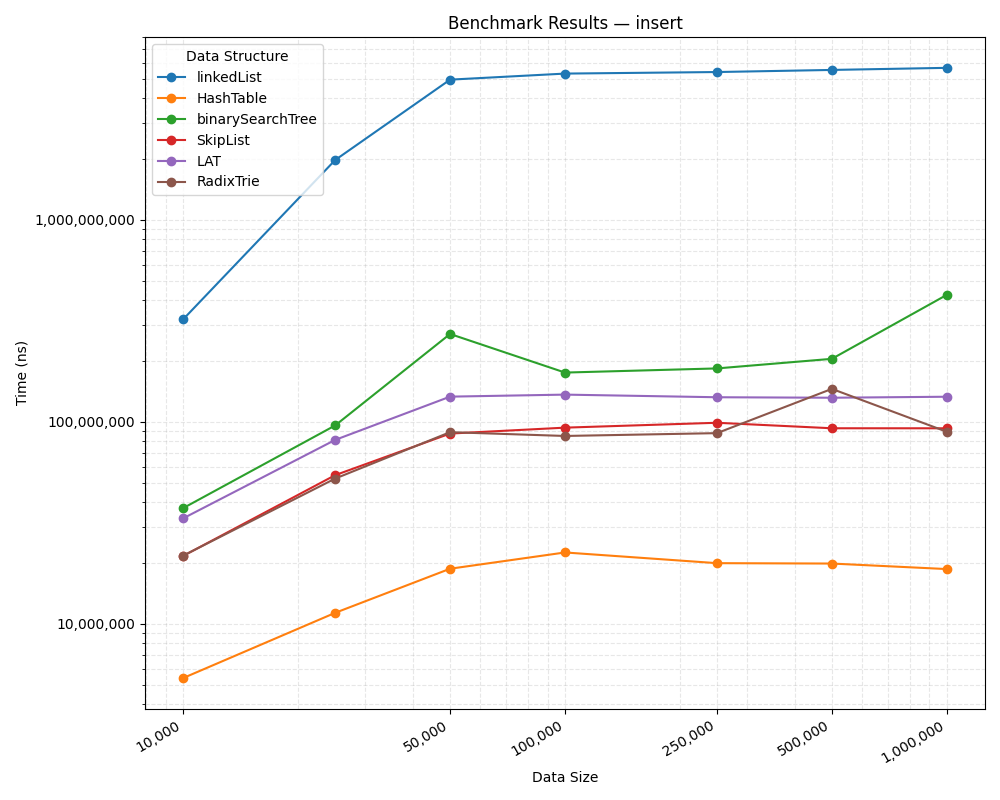 Benchmark Results — insert
Data Structure
linkedList
HashTable
binarySearchTree
SkipList
LAT
RadixTrie
Time (ns)
1,000,000,000
100,000,000
10,000,000
10,000
50,000
100,000
250,000
500,000
1,000,000
Data Size